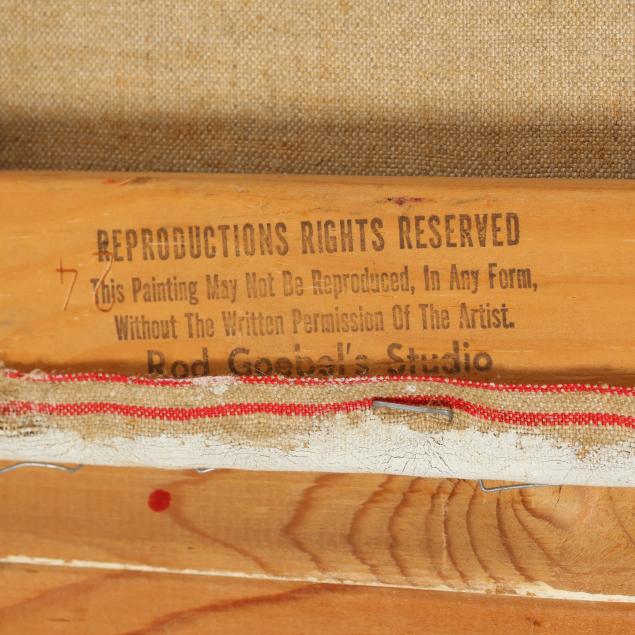 REPRODUCTIONS RIGHTS RESERVED
This Painting May Not Be Reproduced, In Any Form,
Without The Written Permission Of The Artist.
Rod Goebel's Studio
24